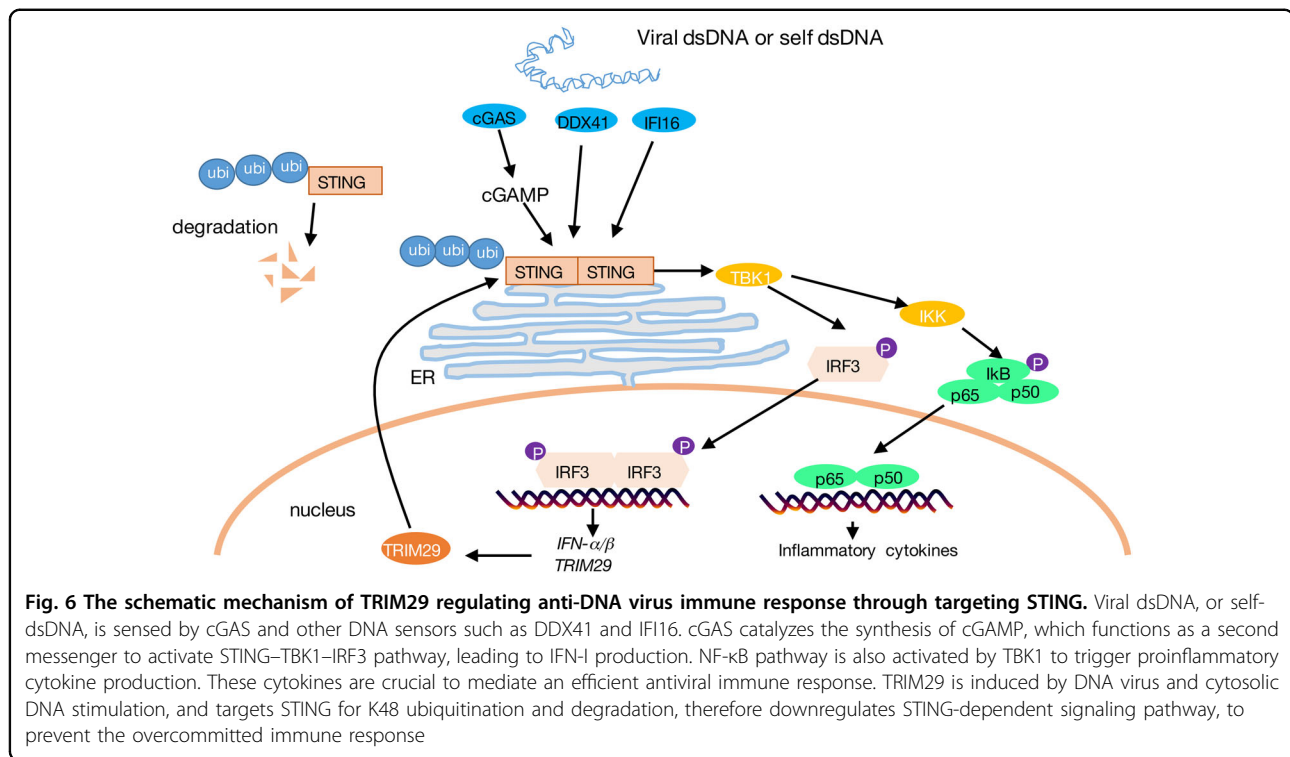 Viral dsDNA or self dsDNA
cGAS
DDX41
IFI16
ubi ubi ubi
STING
cGAMP
degradation
ubi ubi ubi
STING STING
TBK1
IKK
ER
IRF3
P
IkB
P
p65 p50
P
P
IRF3 IRF3
p65 p50
nucleus
TRIM29
IFN-α/β
TRIM29
Inflammatory cytokines
Fig. 6 The schematic mechanism of TRIM29 regulating anti-DNA virus immune response through targeting STING. Viral dsDNA, or self-
dsDNA, is sensed by cGAS and other DNA sensors such as DDX41 and IFI16. cGAS catalyzes the synthesis of cGAMP, which functions as a second
messenger to activate STING–TBK1–IRF3 pathway, leading to IFN-I production. NF-κB pathway is also activated by TBK1 to trigger proinflammatory
cytokine production. These cytokines are crucial to mediate an efficient antiviral immune response. TRIM29 is induced by DNA virus and cytosolic
DNA stimulation, and targets STING for K48 ubiquitination and degradation, therefore downregulates STING-dependent signaling pathway, to
prevent the overcommitted immune response